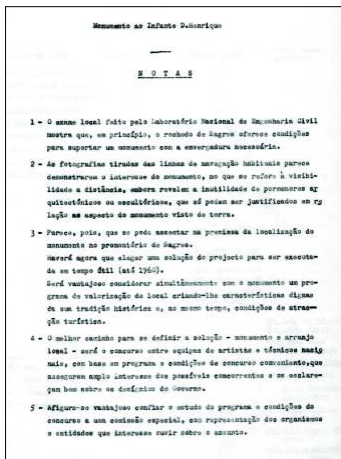 Monumento ao Infante D.Henrique
N O T A S
1 - O exame local feito pelo Laboratório Nacional de Engenharia Civil
mostra que, em princípio, o rochedo de Sagres oferece condições
para suportar um monumento com a envergadura necessária.
2 - As fotografias tiradas das linhas de navegação habituais parece
demonstrarem o interesse do monumento, no que se refere à visibi-
lidade a distância, embora revelem a inutilidade de pormenores ar
quitectónicos ou escultóricos, que só podem ser justificados em re
lação ao aspecto do monumento visto de terra.
3 - Parece, pois, que se pode assentar na premissa da localização do
monumento no promontório de Sagres.
Haverá agora que eleger uma solução de projecto para ser executa-
da em tempo útil (até 1960).
Será vantajoso considerar simultâneamente com o monumento um pro-
grama de valorização do local criando-lhe características dignas
da sua tradição histórica e, ao mesmo tempo, condições de atrac-
ção turística.
4 - O melhor caminho para se definir a solução - monumento e arranjo
local - será o concurso entre equipas de artistas e técnicos nacio
nais, com base em programa e condições de concurso conveniente,que
assegurem amplo interesse dos possíveis concorrentes e os esclare-
çam bem sobre os desígnios do Governo.
5 - Afigura-se vantajoso confiar o estudo do programa e condições do
concurso a uma comissão especial, com representação dos organismos
e entidades que interesse ouvir sobre o assunto.